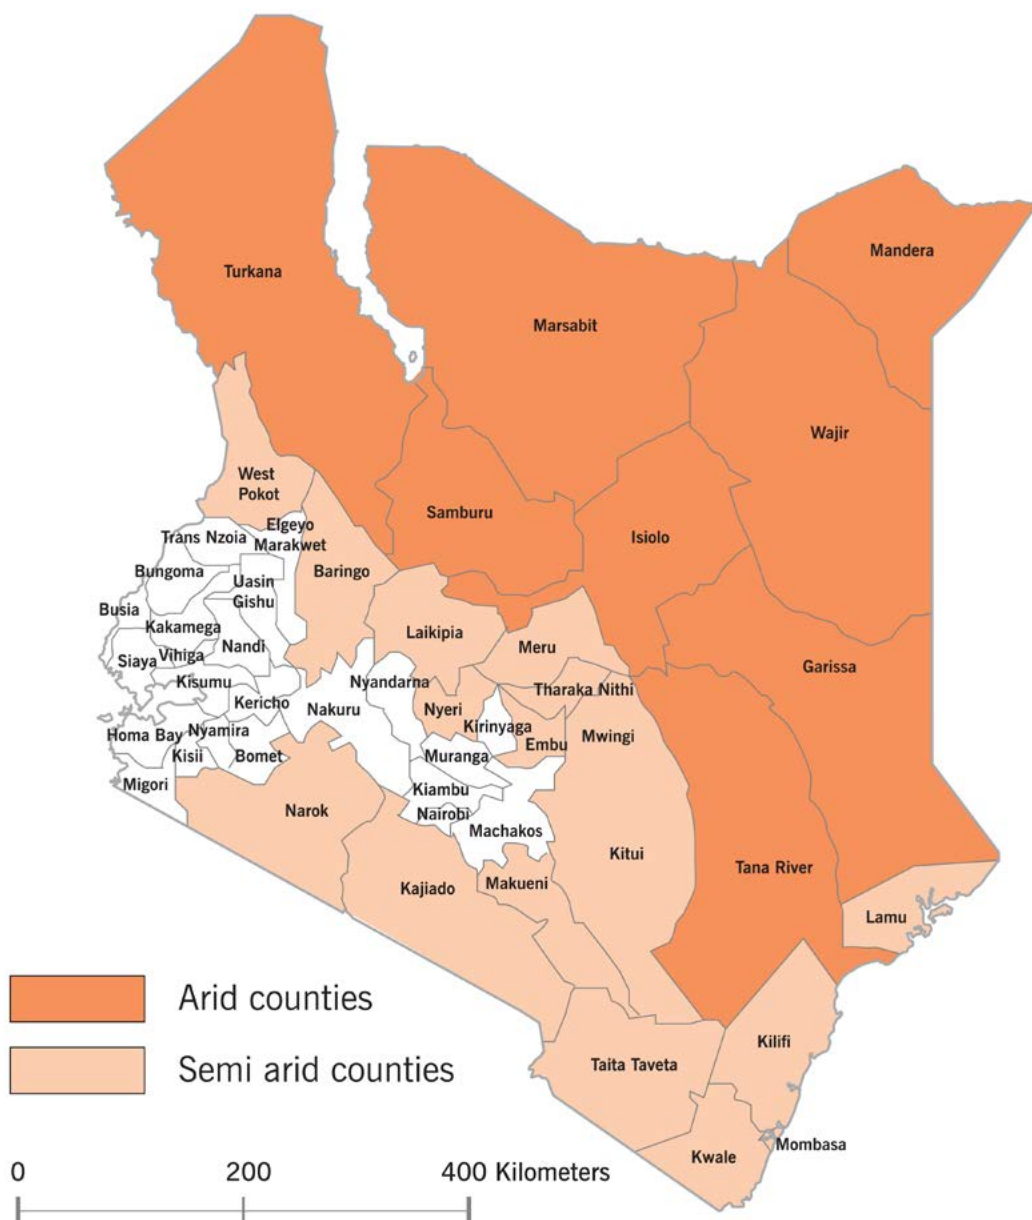 Turkana
Mandera
Marsabit
Wajir
West
Pokot
Samburu
Isiolo
Elgeyo
Marakwet
Trans Nzoia
Bungoma
Baringo
Uasin
Gishu
Busia
Kakamega
Laikipia
Meru
Nandi
Siaya
Vihiga
Garissa
Kisumu
Nyandarna
Tharaka Nithi
Kericho
Nakuru
Nyeri
Kirinyaga
Homa Bay
Nyamira
Embu
Mwingi
Kisii
Bomet
Muranga
Migori
Kiambu
Narok
Nairobi
Machakos
Kitui
Tana River
Kajiado
Makueni
Lamu
Arid counties
Kilifi
Semi arid counties
Taita Taveta
Mombasa
Kwale
0 200 400 Kilometers